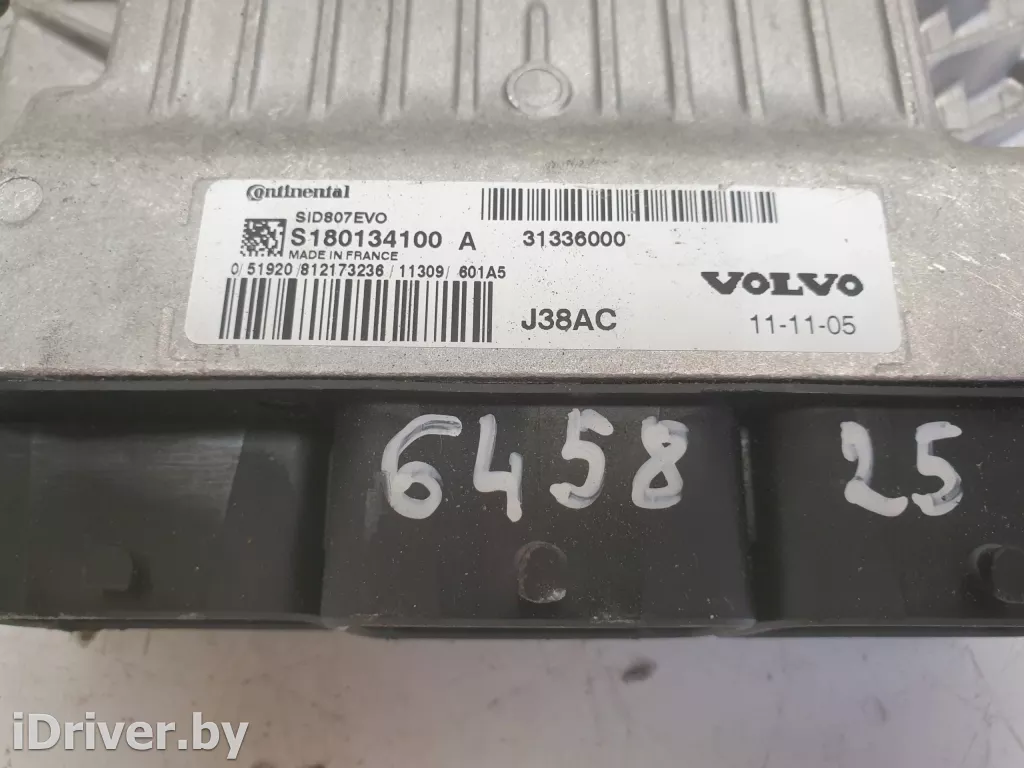 Continental
SID807EVO
S180134100 A 31336000
MADE IN FRANCE
0/51920/812173236/11309/601A5
VOLVO
J38AC 11-11-05
6458 25
iDriver.by